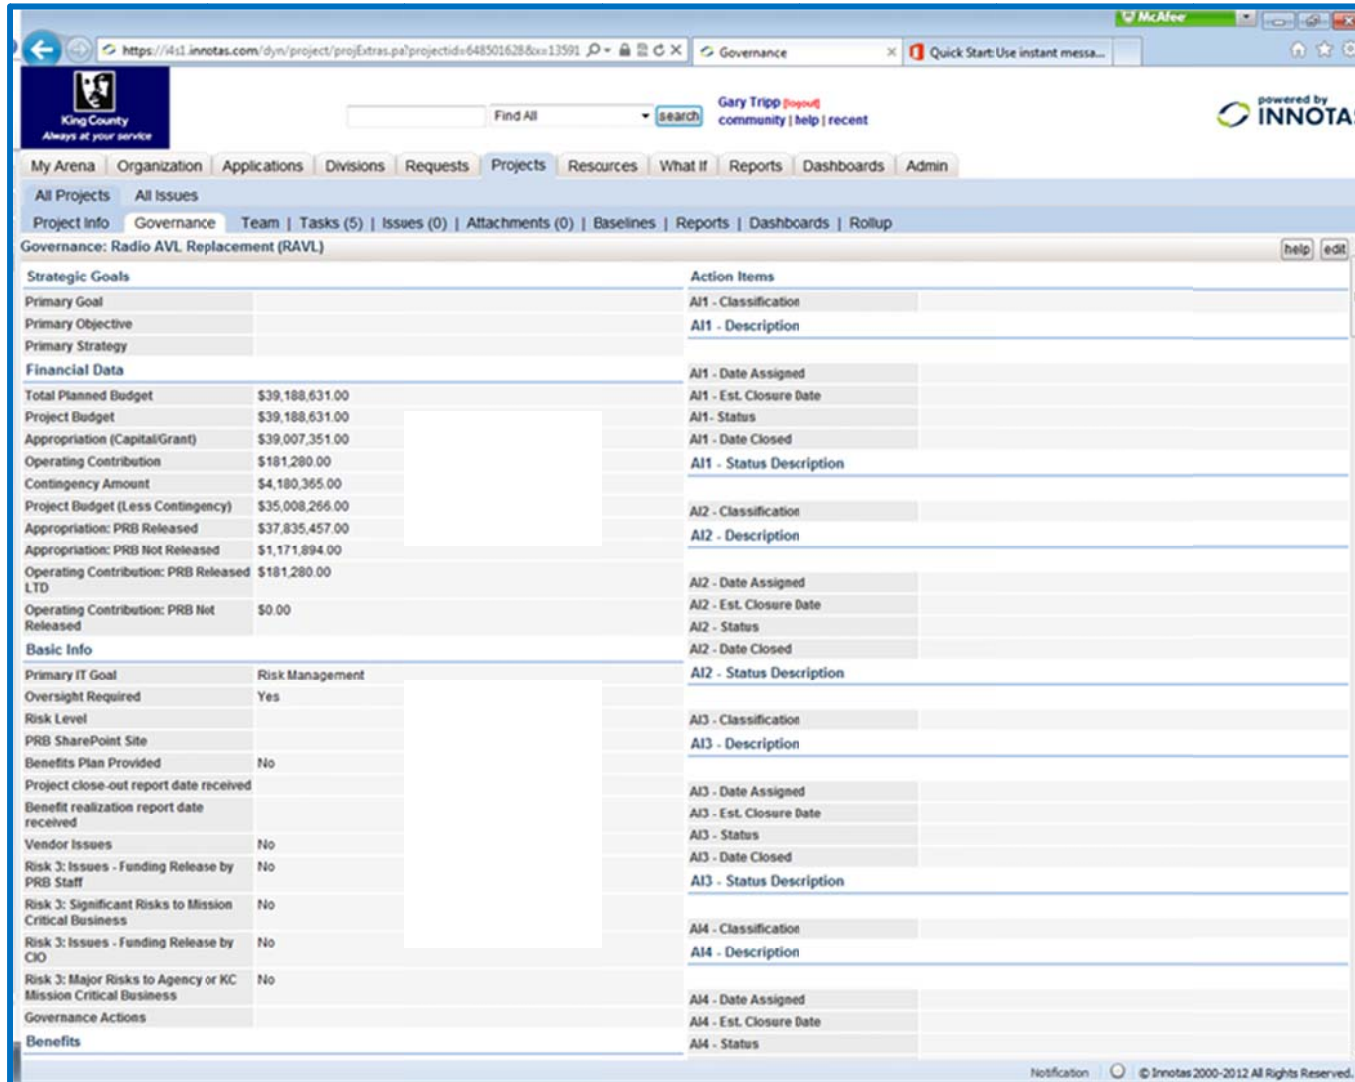 McAfee
https://i4s1.innotas.com/dyn/project/projExtras.pa?projectid=648501628&x=13591
Governance
Quick Start: Use instant messa...
King County
Always at your service
Find All
search
Gary Tripp [logout]
community | help | recent
powered by
INNOTAS
My Arena Organization Applications Divisions Requests Projects Resources What If Reports Dashboards Admin
All Projects All Issues
Project Info Governance Team | Tasks (5) | Issues (0) | Attachments (0) | Baselines | Reports | Dashboards | Rollup
Governance: Radio AVL Replacement (RAVL)
help edit
Strategic Goals
Primary Goal
Primary Objective
Primary Strategy
Financial Data
Total Planned Budget $39,188,631.00
Project Budget $39,188,631.00
Appropriation (Capital/Grant) $39,007,351.00
Operating Contribution $181,280.00
Contingency Amount $4,180,365.00
Project Budget (Less Contingency) $35,008,266.00
Appropriation: PRB Released $37,835,457.00
Appropriation: PRB Not Released $1,171,894.00
Operating Contribution: PRB Released $181,280.00
LTD
Operating Contribution: PRB Not $0.00
Released
Basic Info
Primary IT Goal Risk Management
Oversight Required Yes
Risk Level
PRB SharePoint Site
Benefits Plan Provided No
Project close-out report date received
Benefit realization report date
received
Vendor Issues No
Risk 3: Issues - Funding Release by No
PRB Staff
Risk 3: Significant Risks to Mission No
Critical Business
Risk 3: Issues - Funding Release by No
CIO
Risk 3: Major Risks to Agency or KC No
Mission Critical Business
Governance Actions
Benefits
Action Items
AI1 - Classification
AI1 - Description
AI1 - Date Assigned
AI1 - Est. Closure Date
AI1- Status
AI1 - Date Closed
AI1 - Status Description
AI2 - Classification
AI2 - Description
AI2 - Date Assigned
AI2 - Est. Closure Date
AI2 - Status
AI2 - Date Closed
AI2 - Status Description
AI3 - Classification
AI3 - Description
AI3 - Date Assigned
AI3 - Est. Closure Date
AI3 - Status
AI3 - Date Closed
AI3 - Status Description
AI4 - Classification
AI4 - Description
AI4 - Date Assigned
AI4 - Est. Closure Date
AI4 - Status
Notification
© Innotas 2000-2012 All Rights Reserved.